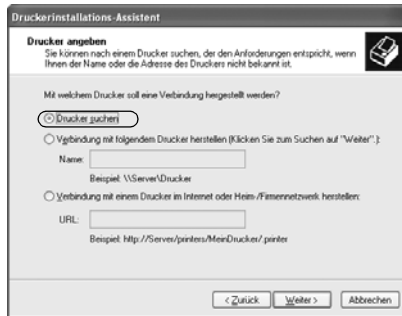 Druckerinstallations-Assistent
Drucker angeben
Sie können nach einem Drucker suchen, der den Anforderungen entspricht, wenn
Ihnen der Name oder die Adresse des Druckers nicht bekannt ist.
Mit welchem Drucker soll eine Verbindung hergestellt werden?
Drucker suchen
Verbindung mit folgendem Drucker herstellen (Klicken Sie zum Suchen auf "Weiter".):
Name:
Beispiel: \\Server\Drucker
Verbindung mit einem Drucker im Internet oder Heim-/Firmennetzwerk herstellen:
URL:
Beispiel: http://Server/printers/MeinDrucker/.printer
< Zurück Weiter > Abbrechen